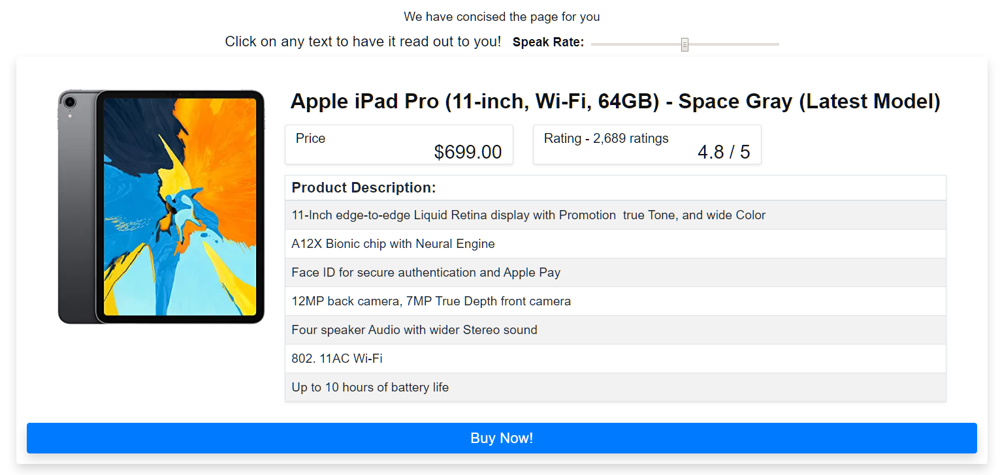 We have concised the page for you
Click on any text to have it read out to you! Speak Rate:
Apple iPad Pro (11-inch, Wi-Fi, 64GB) - Space Gray (Latest Model)
Price
$699.00
Rating - 2,689 ratings
4.8 / 5
Product Description:
11-Inch edge-to-edge Liquid Retina display with Promotion  true Tone, and wide Color
A12X Bionic chip with Neural Engine
Face ID for secure authentication and Apple Pay
12MP back camera, 7MP True Depth front camera
Four speaker Audio with wider Stereo sound
802. 11AC Wi-Fi
Up to 10 hours of battery life
Buy Now!